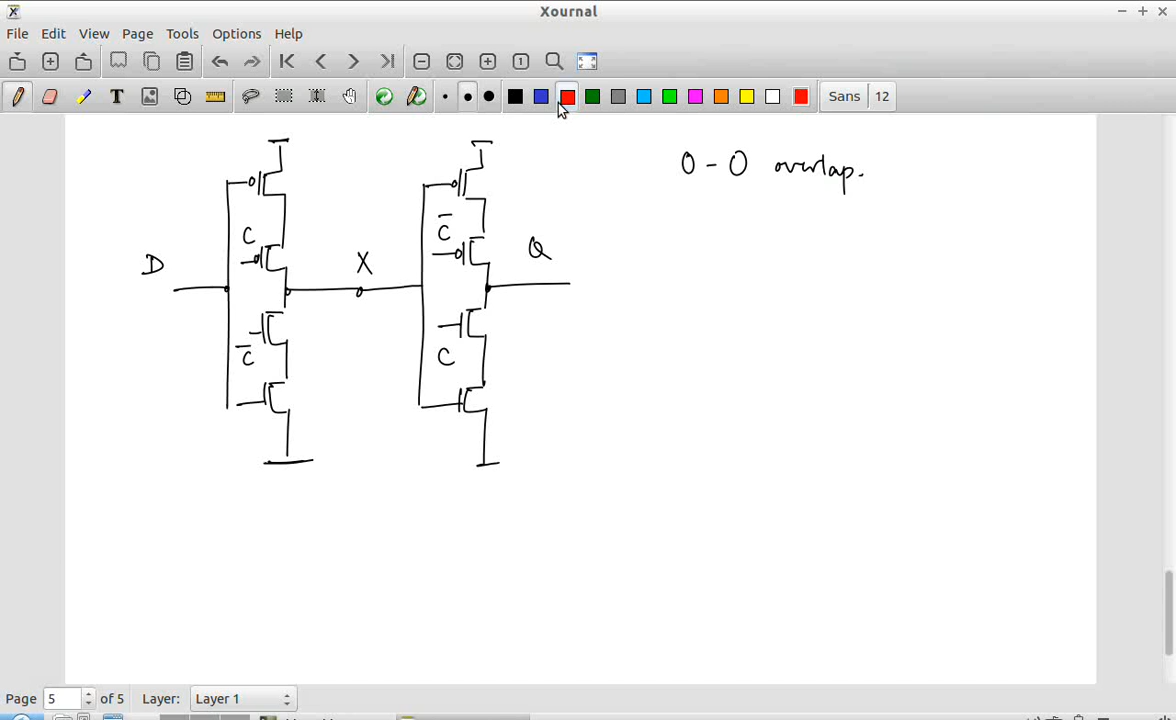 Xournal
File Edit View Page Tools Options Help
Sans 12
0 - 0 overlap.
C
C̅
Q
D
X
C̅
C
Page 5 of 5 Layer: Layer 1